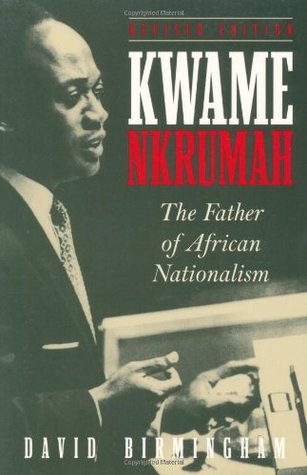 REVISED EDITION
KWAME
NKRUMAH
The Father
of African
Nationalism
DAVID BIRMINGHAM